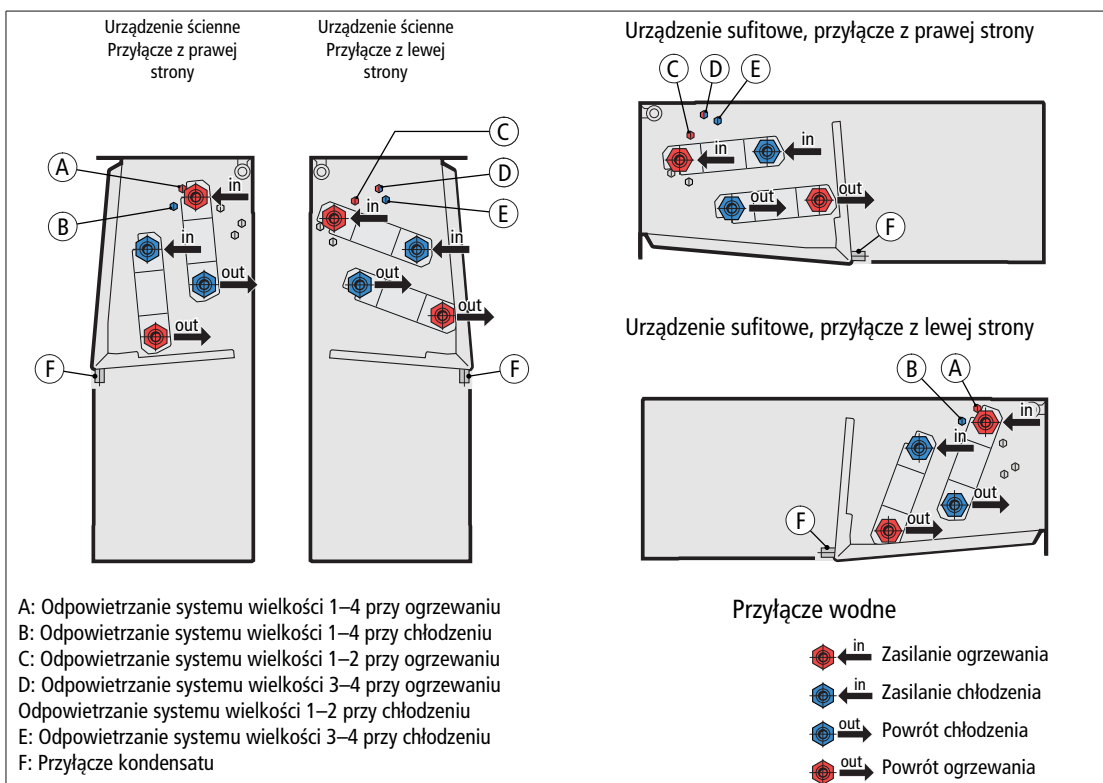 Urządzenie ścienne
Przyłącze z prawej
strony
Urządzenie ścienne
Przyłącze z lewej
strony
Urządzenie sufitowe, przyłącze z prawej strony
A
B
in
in
out
out
F
C
D
E
in
in
out
out
F
C
D
E
in
in
out
out
F
Urządzenie sufitowe, przyłącze z lewej strony
B
A
in
in
out
out
F
A: Odpowietrzanie systemu wielkości 1–4 przy ogrzewaniu
B: Odpowietrzanie systemu wielkości 1–4 przy chłodzeniu
C: Odpowietrzanie systemu wielkości 1–2 przy ogrzewaniu
D: Odpowietrzanie systemu wielkości 3–4 przy ogrzewaniu
Odpowietrzanie systemu wielkości 1–2 przy chłodzeniu
E: Odpowietrzanie systemu wielkości 3–4 przy chłodzeniu
F: Przyłącze kondensatu
Przyłącze wodne
in Zasilanie ogrzewania
in Zasilanie chłodzenia
out Powrót chłodzenia
out Powrót ogrzewania